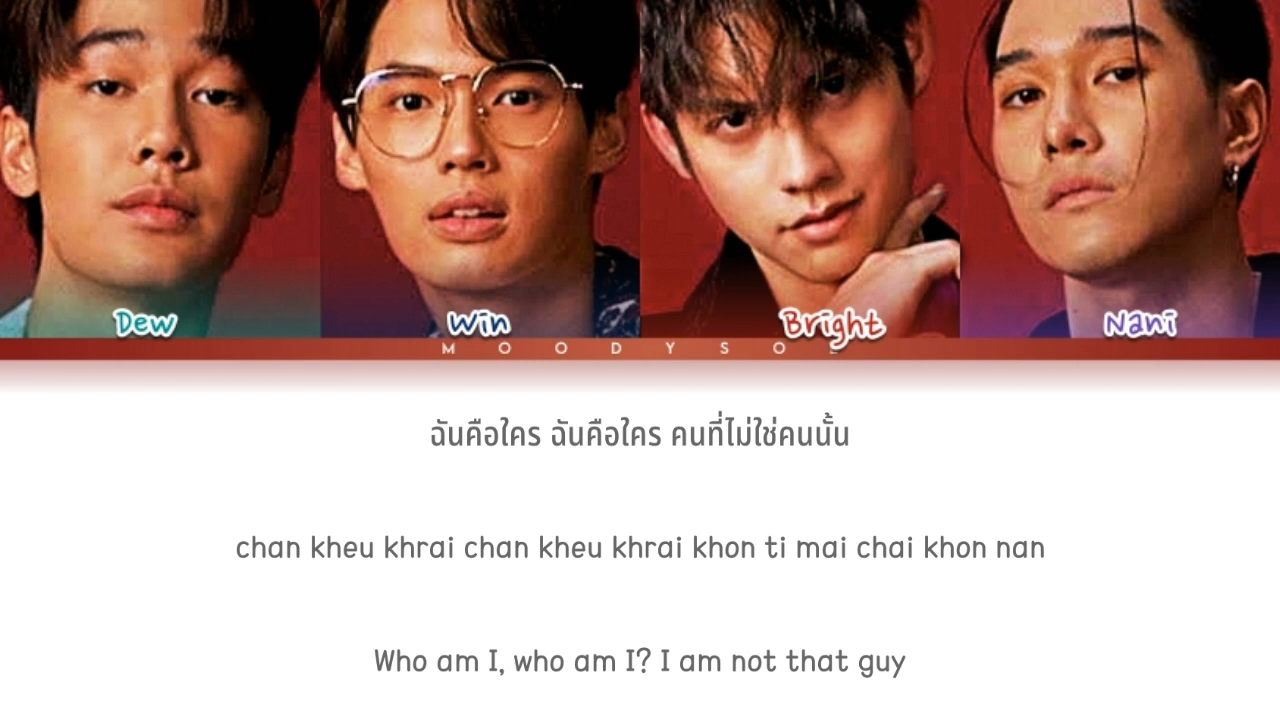 Dew Win Bright Nani
MOODYSO
ฉันคือใคร ฉันคือใคร คนที่ไม่ใช่คนนั้น
chan kheu khrai chan kheu khrai khon ti mai chai khon nan
Who am I, who am I? I am not that guy